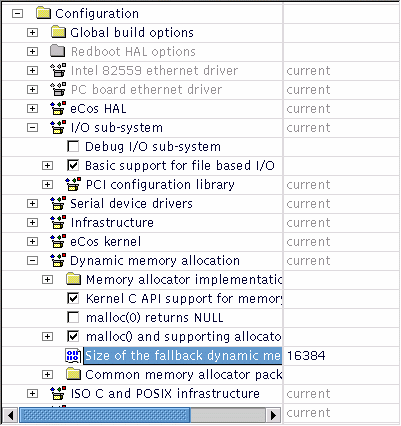 Configuration
Global build options
Redboot HAL options
Intel 82559 ethernet driver current
PC board ethernet driver current
eCos HAL current
I/O sub-system current
Debug I/O sub-system
Basic support for file based I/O
PCI configuration library current
Serial device drivers current
Infrastructure current
eCos kernel current
Dynamic memory allocation current
Memory allocator implementatio
Kernel C API support for memory
malloc(0) returns NULL
malloc() and supporting allocato
Size of the fallback dynamic me 16384
Common memory allocator pack
ISO C and POSIX infrastructure current
current